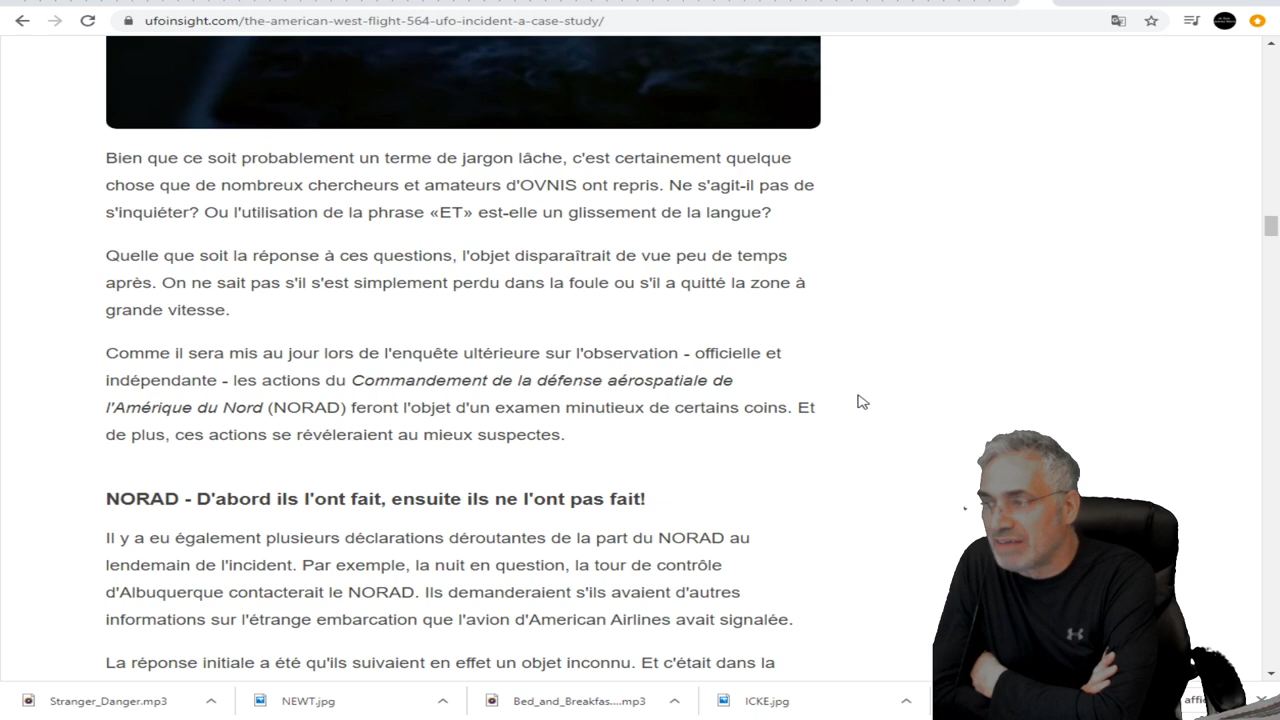 ufoinsight.com/the-american-west-flight-564-ufo-incident-a-case-study/
Bien que ce soit probablement un terme de jargon lâche, c'est certainement quelque
chose que de nombreux chercheurs et amateurs d'OVNIS ont repris. Ne s'agit-il pas de
s'inquiéter? Ou l'utilisation de la phrase «ET» est-elle un glissement de la langue?
Quelle que soit la réponse à ces questions, l'objet disparaîtrait de vue peu de temps
après. On ne sait pas s'il s'est simplement perdu dans la foule ou s'il a quitté la zone à
grande vitesse.
Comme il sera mis au jour lors de l'enquête ultérieure sur l'observation - officielle et
indépendante - les actions du Commandement de la défense aérospatiale de
l'Amérique du Nord (NORAD) feront l'objet d'un examen minutieux de certains coins. Et
de plus, ces actions se révéleraient au mieux suspectes.
NORAD - D'abord ils l'ont fait, ensuite ils ne l'ont pas fait!
Il y a eu également plusieurs déclarations déroutantes de la part du NORAD au
lendemain de l'incident. Par exemple, la nuit en question, la tour de contrôle
d'Albuquerque contacterait le NORAD. Ils demanderaient s'ils avaient d'autres
informations sur l'étrange embarcation que l'avion d'American Airlines avait signalée.
La réponse initiale a été qu'ils suivaient en effet un objet inconnu. Et c'était dans la
Stranger_Danger.mp3
NEWT.jpg
Bed_and_Breakfas....mp3
ICKE.jpg